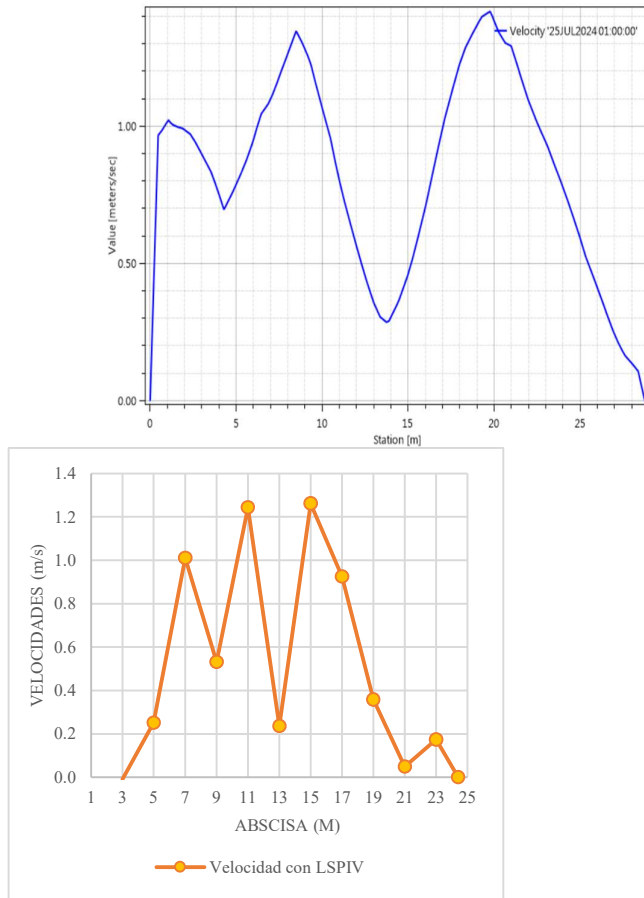 Velocity '25JUL2024 01:00:00'
Value [meters/sec]
1.00
0.50
0.00
0 5 10 15 20 25
Station [m]
VELOCIDADES (m/s)
1.4
1.2
1.0
0.8
0.6
0.4
0.2
0.0
1 3 5 7 9 11 13 15 17 19 21 23 25
ABSCISA (M)
Velocidad con LSPIV